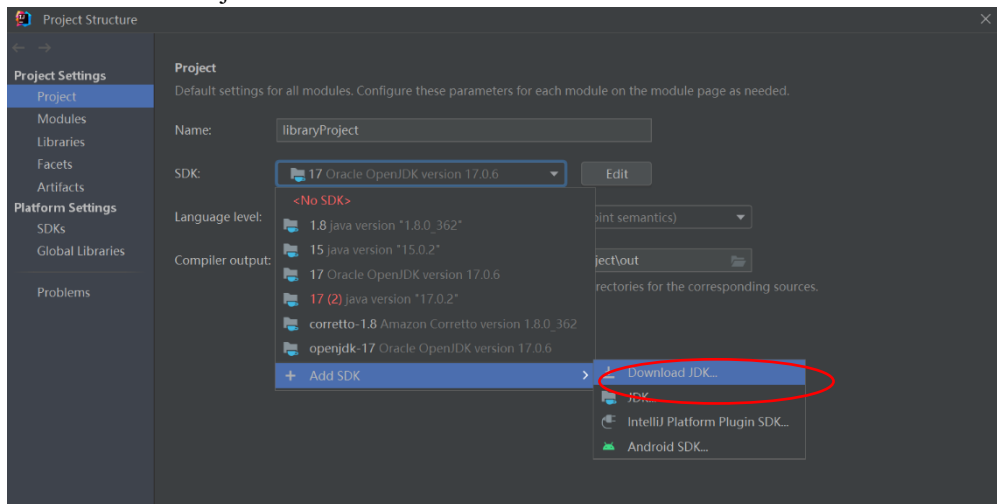 Project Structure
Project Settings
Project
Modules
Libraries
Facets
Artifacts
Platform Settings
SDKs
Global Libraries
Problems
Project
Default settings for all modules. Configure these parameters for each module on the module page as needed.
Name: libraryProject
SDK: 17 Oracle OpenJDK version 17.0.6 Edit
<No SDK>
Language level: semantics)
1.8 java version "1.8.0_362"
15 java version "15.0.2"
Compiler output: \out
17 Oracle OpenJDK version 17.0.6
rectories for the corresponding sources.
17 (2) java version "17.0.2"
corretto-1.8 Amazon Corretto version 1.8.0_362
openjdk-17 Oracle OpenJDK version 17.0.6
+ Add SDK
Download JDK...
JDK...
IntelliJ Platform Plugin SDK...
Android SDK...